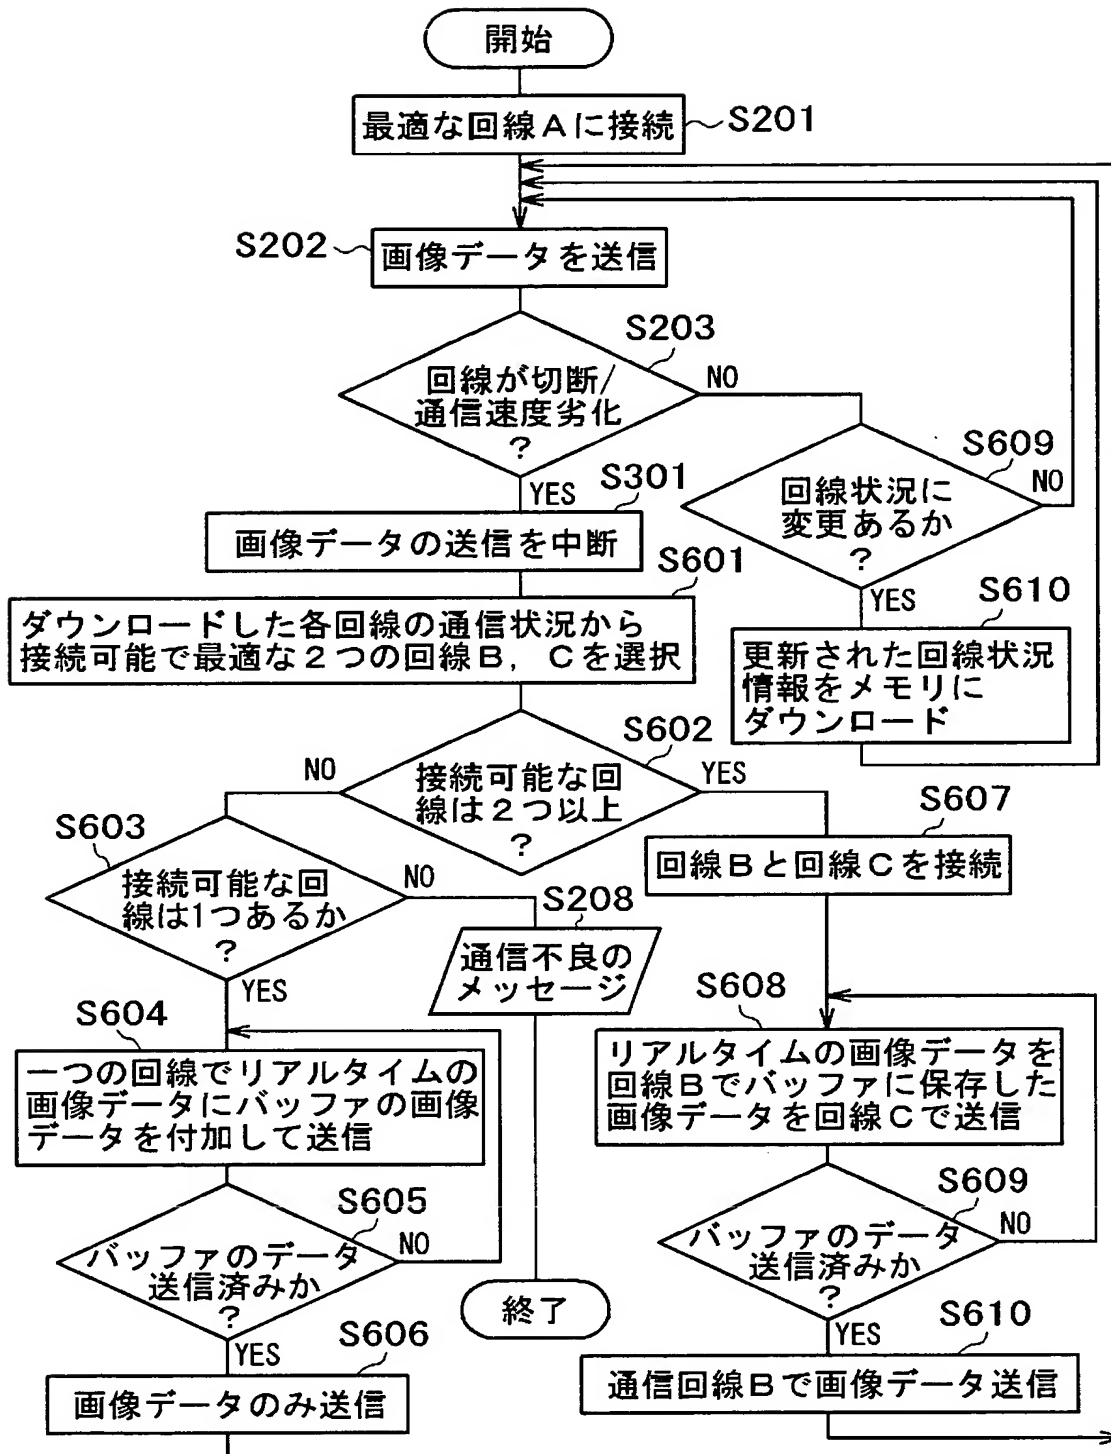 開始
最適な回線Aに接続
S201
S202
画像データを送信
S203
回線が切断/
通信速度劣化
?
NO
YES
S609
回線状況に
変更あるか
?
NO
YES
S301
画像データの送信を中断
S601
ダウンロードした各回線の通信状況から
接続可能で最適な2つの回線B, Cを選択
S610
更新された回線状況
情報をメモリに
ダウンロード
S602
接続可能な回
線は2つ以上
?
NO
YES
S603
接続可能な回
線は1つあるか
?
NO
YES
S607
回線Bと回線Cを接続
S208
通信不良の
メッセージ
S604
一つの回線でリアルタイムの
画像データにバッファの画像
データを付加して送信
S608
リアルタイムの画像データを
回線Bでバッファに保存した
画像データを回線Cで送信
S605
バッファのデータ
送信済みか
?
NO
YES
S609
バッファのデータ
送信済みか
?
NO
YES
終了
S606
画像データのみ送信
S610
通信回線Bで画像データ送信